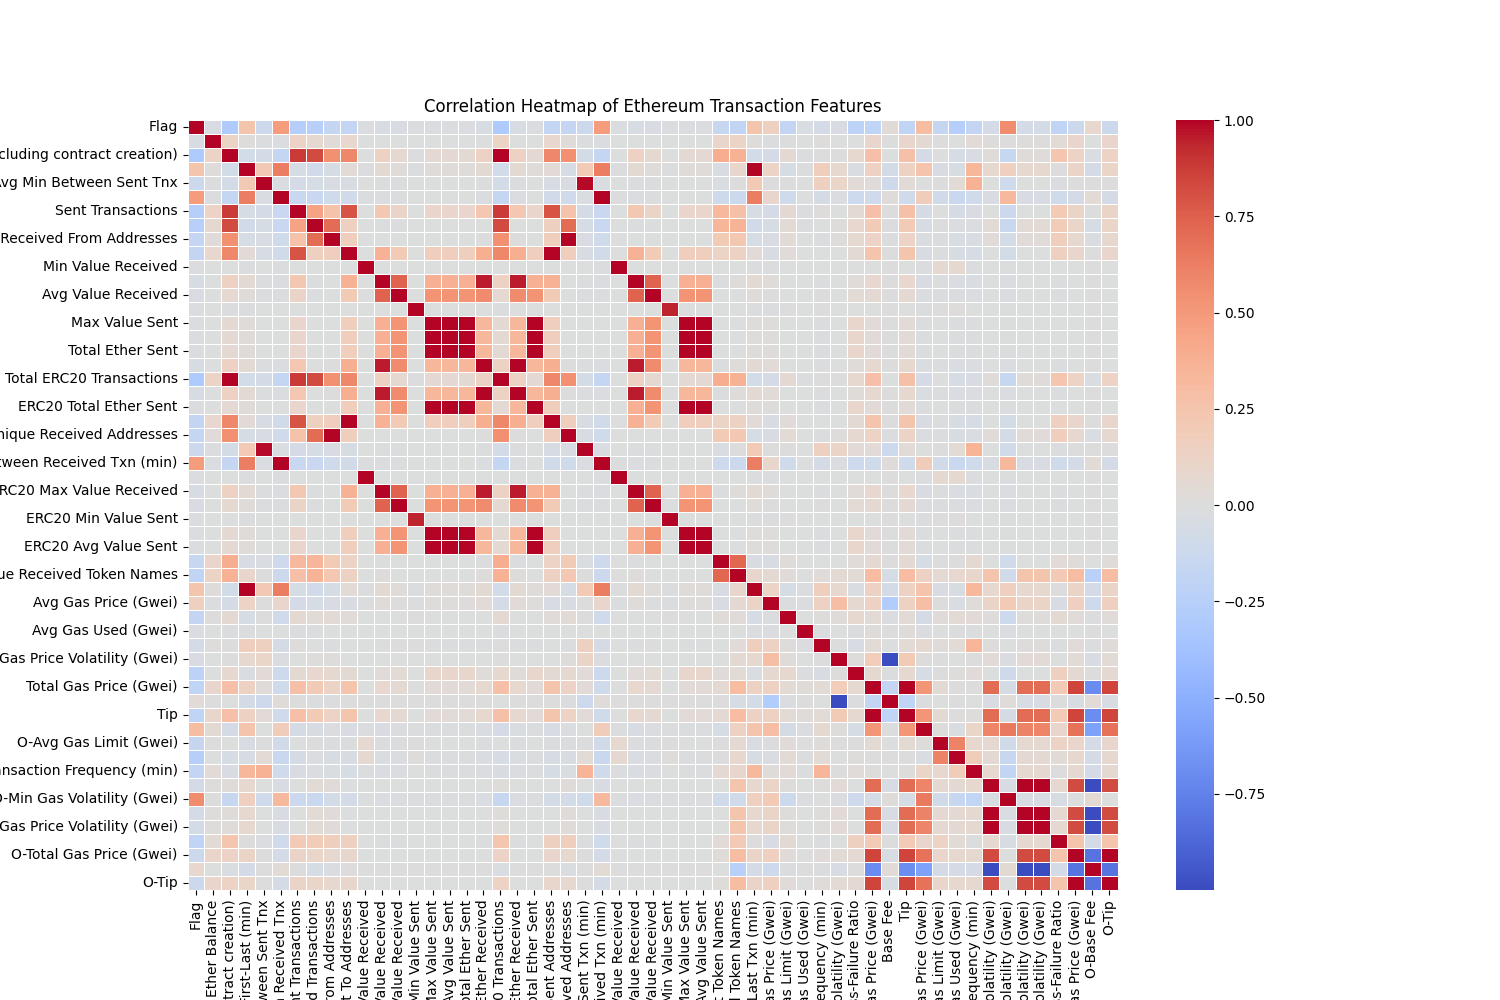 Correlation Heatmap of Ethereum Transaction Features
Flag
cluding contract creation)
Avg Min Between Sent Tnx
Sent Transactions
Received From Addresses
Min Value Received
Avg Value Received
Max Value Sent
Total Ether Sent
Total ERC20 Transactions
ERC20 Total Ether Sent
nique Received Addresses
tween Received Txn (min)
RC20 Max Value Received
ERC20 Min Value Sent
ERC20 Avg Value Sent
ue Received Token Names
Avg Gas Price (Gwei)
Avg Gas Used (Gwei)
Gas Price Volatility (Gwei)
Total Gas Price (Gwei)
Tip
O-Avg Gas Limit (Gwei)
ansaction Frequency (min)
O-Min Gas Volatility (Gwei)
Gas Price Volatility (Gwei)
O-Total Gas Price (Gwei)
O-Tip
1.00
0.75
0.50
0.25
0.00
−0.25
−0.50
−0.75
Flag
Ether Balance
tract creation)
First-Last (min)
ween Sent Tnx
n Received Tnx
nt Transactions
d Transactions
om Addresses
t To Addresses
Value Received
Value Received
Value Received
Min Value Sent
Max Value Sent
Avg Value Sent
otal Ether Sent
Ether Received
0 Transactions
her Received
otal Ether Sent
ent Addresses
ved Addresses
Sent Txn (min)
ived Txn (min)
Value Received
Value Received
Value Received
Min Value Sent
Max Value Sent
Avg Value Sent
t Token Names
l Token Names
Last Txn (min)
as Price (Gwei)
as Limit (Gwei)
as Used (Gwei)
equency (min)
olatility (Gwei)
ss-Failure Ratio
as Price (Gwei)
Base Fee
Tip
as Price (Gwei)
as Limit (Gwei)
as Used (Gwei)
equency (min)
olatility (Gwei)
olatility (Gwei)
olatility (Gwei)
olatility (Gwei)
ss-Failure Ratio
as Price (Gwei)
O-Base Fee
O-Tip